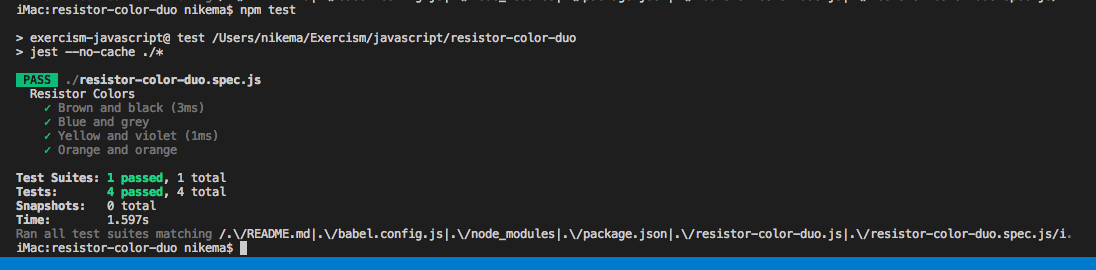 iMac:resistor-color-duo nikema$ npm test
> exercism-javascript@ test /Users/nikema/Exercism/javascript/resistor-color-duo
> jest --no-cache ./*
PASS ./resistor-color-duo.spec.js
Resistor Colors
✓ Brown and black (3ms)
✓ Blue and grey
✓ Yellow and violet (1ms)
✓ Orange and orange
Test Suites: 1 passed, 1 total
Tests: 4 passed, 4 total
Snapshots: 0 total
Time: 1.597s
Ran all test suites matching /.\/README.md|.\/babel.config.js|.\/node_modules|.\/package.json|.\/resistor-color-duo.js|.\/resistor-color-duo.spec.js/i.
iMac:resistor-color-duo nikema$